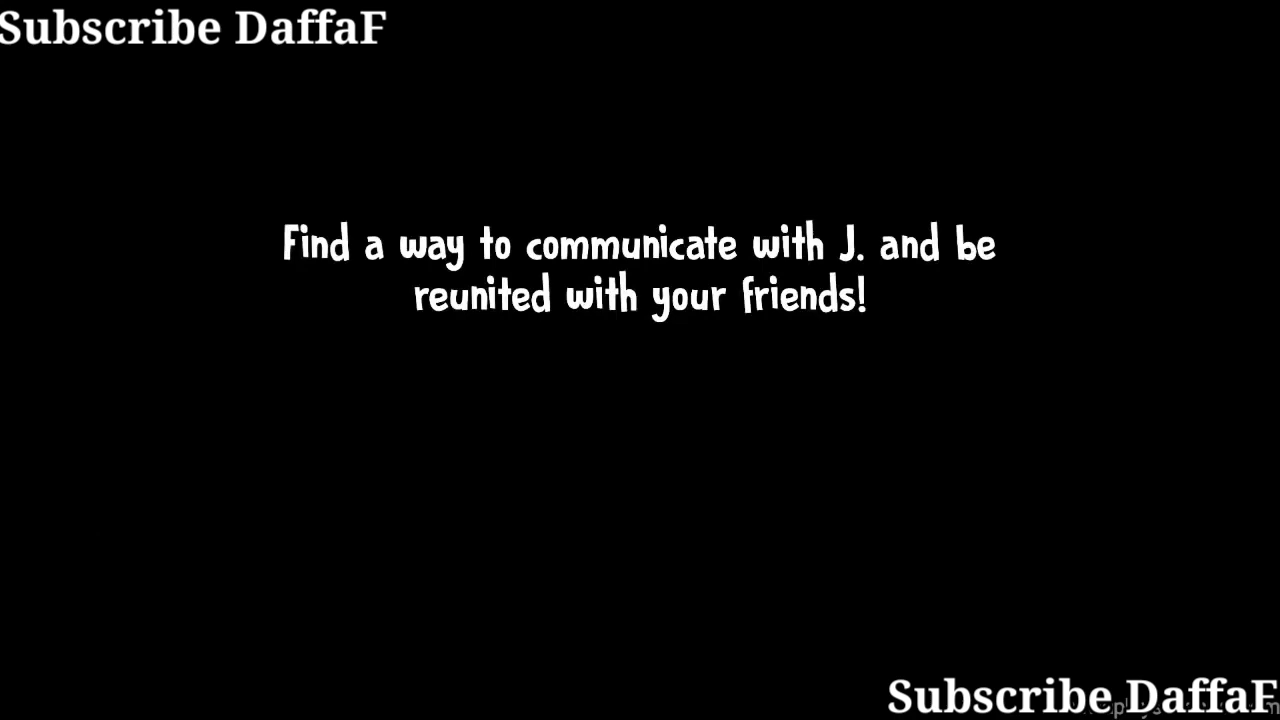 Subscribe DaffaF
Find a way to communicate with J. and be
reunited with your friends!
Subscribe DaffaF